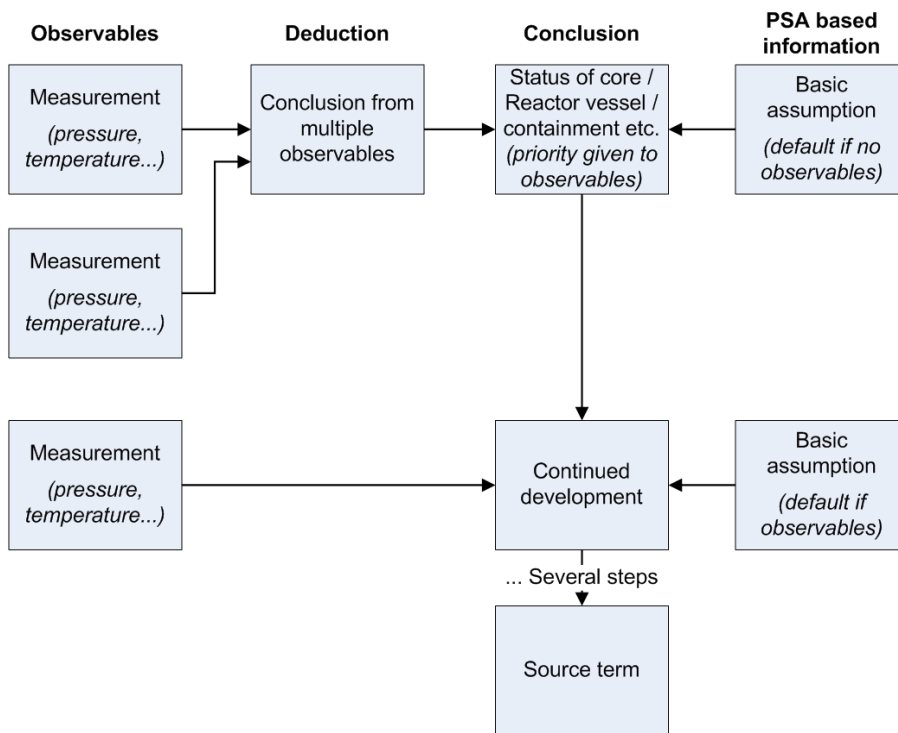 Observables
Deduction
Conclusion
PSA based
information
Measurement
(pressure,
temperature...)
Conclusion from
multiple
observables
Status of core /
Reactor vessel /
containment etc.
(priority given to
observables)
Basic
assumption
(default if no
observables)
Measurement
(pressure,
temperature...)
Measurement
(pressure,
temperature...)
Continued
development
Basic
assumption
(default if
observables)
... Several steps
Source term